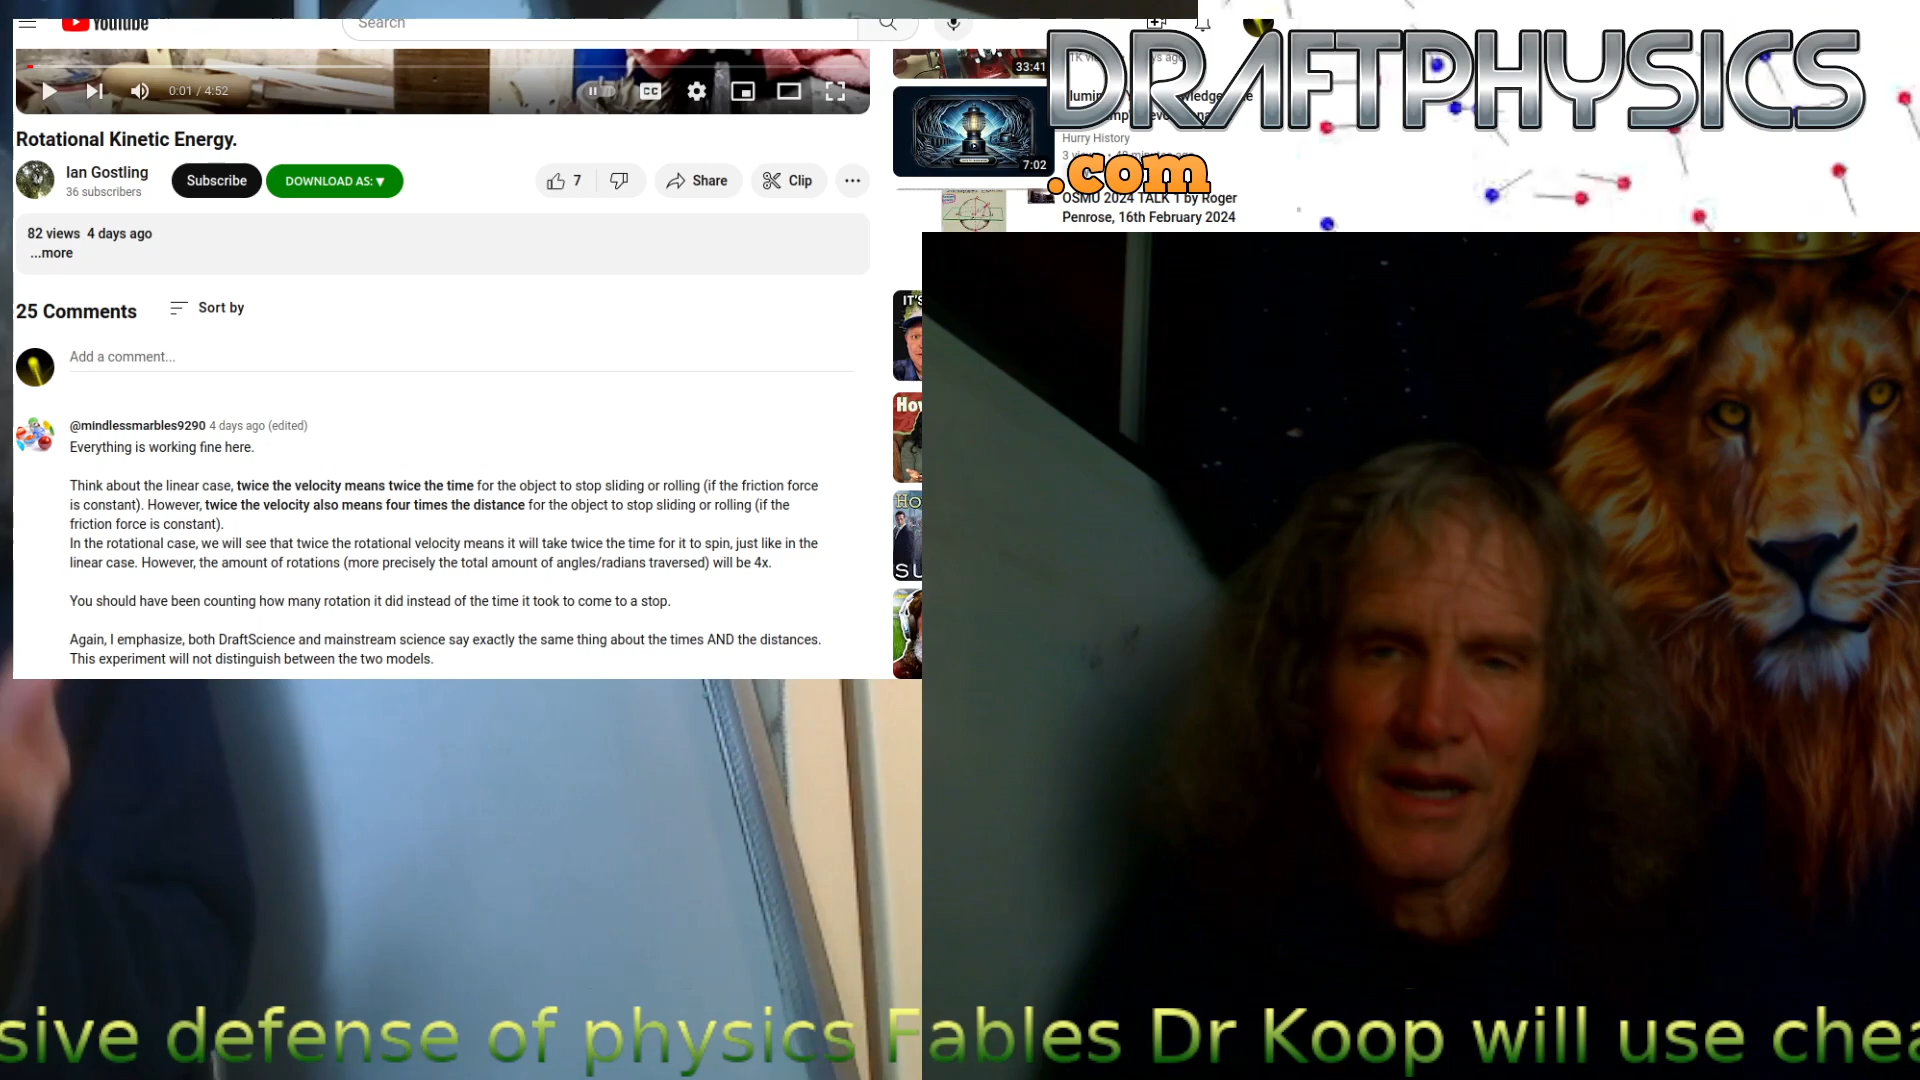 YouTube
Search
0:01 / 4:52
CC
Rotational Kinetic Energy.
Ian Gostling
36 subscribers
Subscribe
DOWNLOAD AS: ▼
7
Share
Clip
82 views 4 days ago
...more
25 Comments
Sort by
Add a comment...
@mindlessmarbles9290 4 days ago (edited)
Everything is working fine here.
Think about the linear case, twice the velocity means twice the time for the object to stop sliding or rolling (if the friction force
is constant). However, twice the velocity also means four times the distance for the object to stop sliding or rolling (if the
friction force is constant).
In the rotational case, we will see that twice the rotational velocity means it will take twice the time for it to spin, just like in the
linear case. However, the amount of rotations (more precisely the total amount of angles/radians traversed) will be 4x.
You should have been counting how many rotation it did instead of the time it took to come to a stop.
Again, I emphasize, both DraftScience and mainstream science say exactly the same thing about the times AND the distances.
This experiment will not distinguish between the two models.
33:41
7:02
Hurry History
OSMU 2024 TALK 1 by Roger
Penrose, 16th February 2024
IT'S
HO
SU
DRAFTPHYSICS
.com
sive defense of physics Fables Dr Koop will use chea